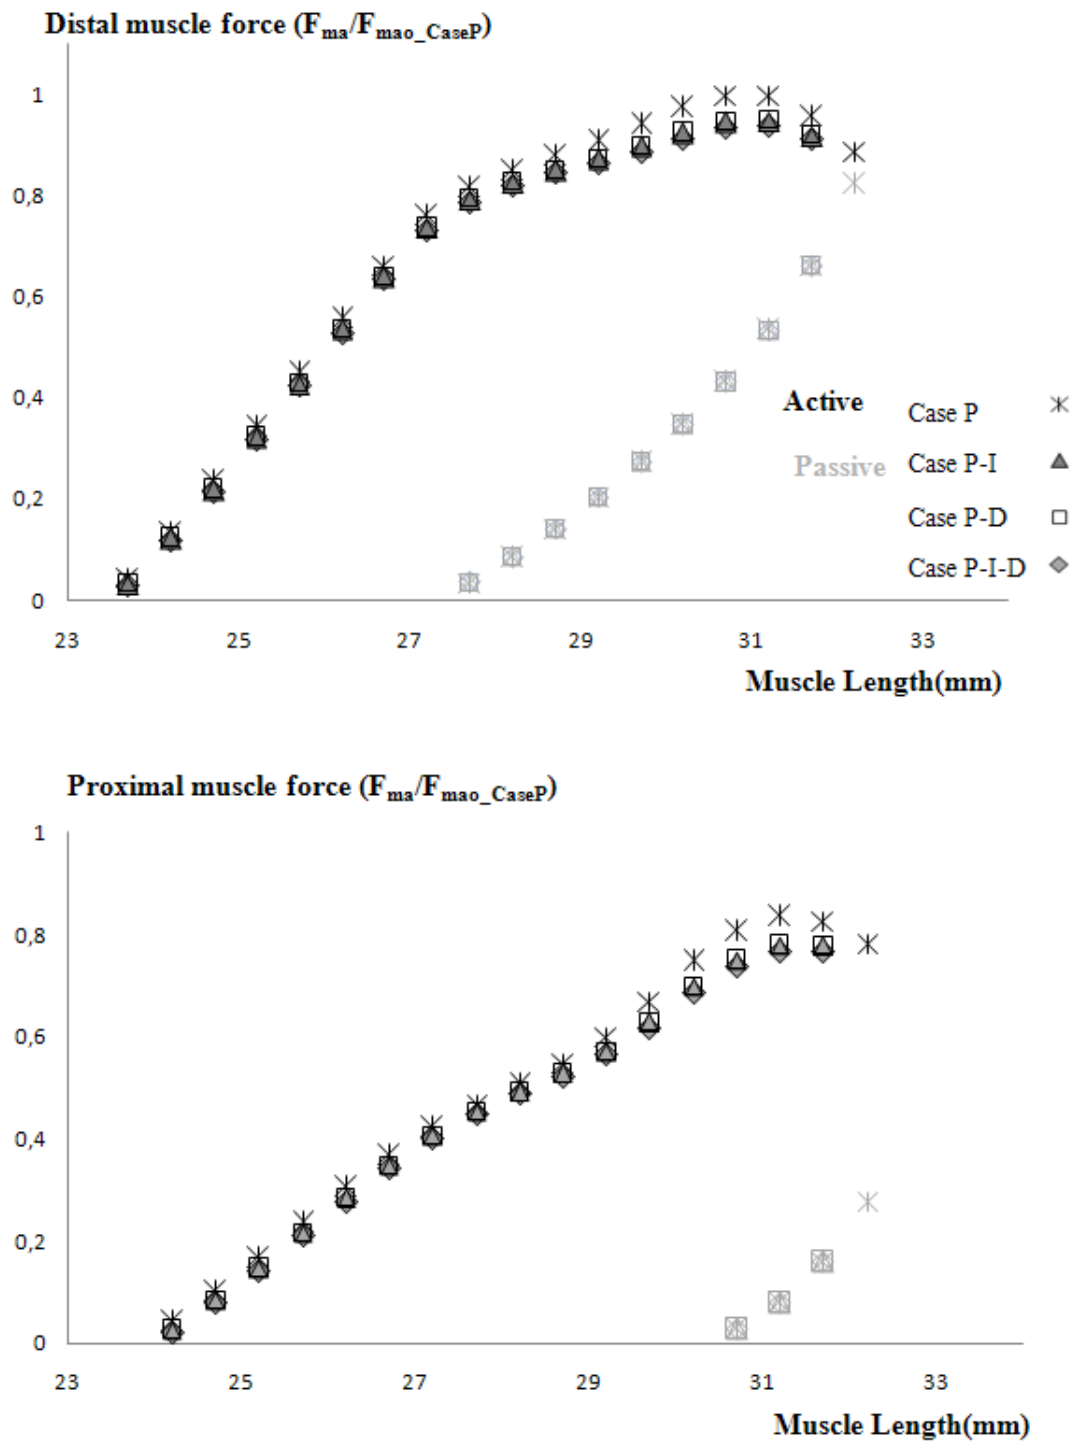 Distal muscle force (Fma/Fmao_CaseP)
1
0,8
0,6
0,4
0,2
0
23 25 27 29 31 33
Muscle Length(mm)
Active
Passive
Case P
Case P-I
Case P-D
Case P-I-D
Proximal muscle force (Fma/Fmao_CaseP)
1
0,8
0,6
0,4
0,2
0
23 25 27 29 31 33
Muscle Length(mm)